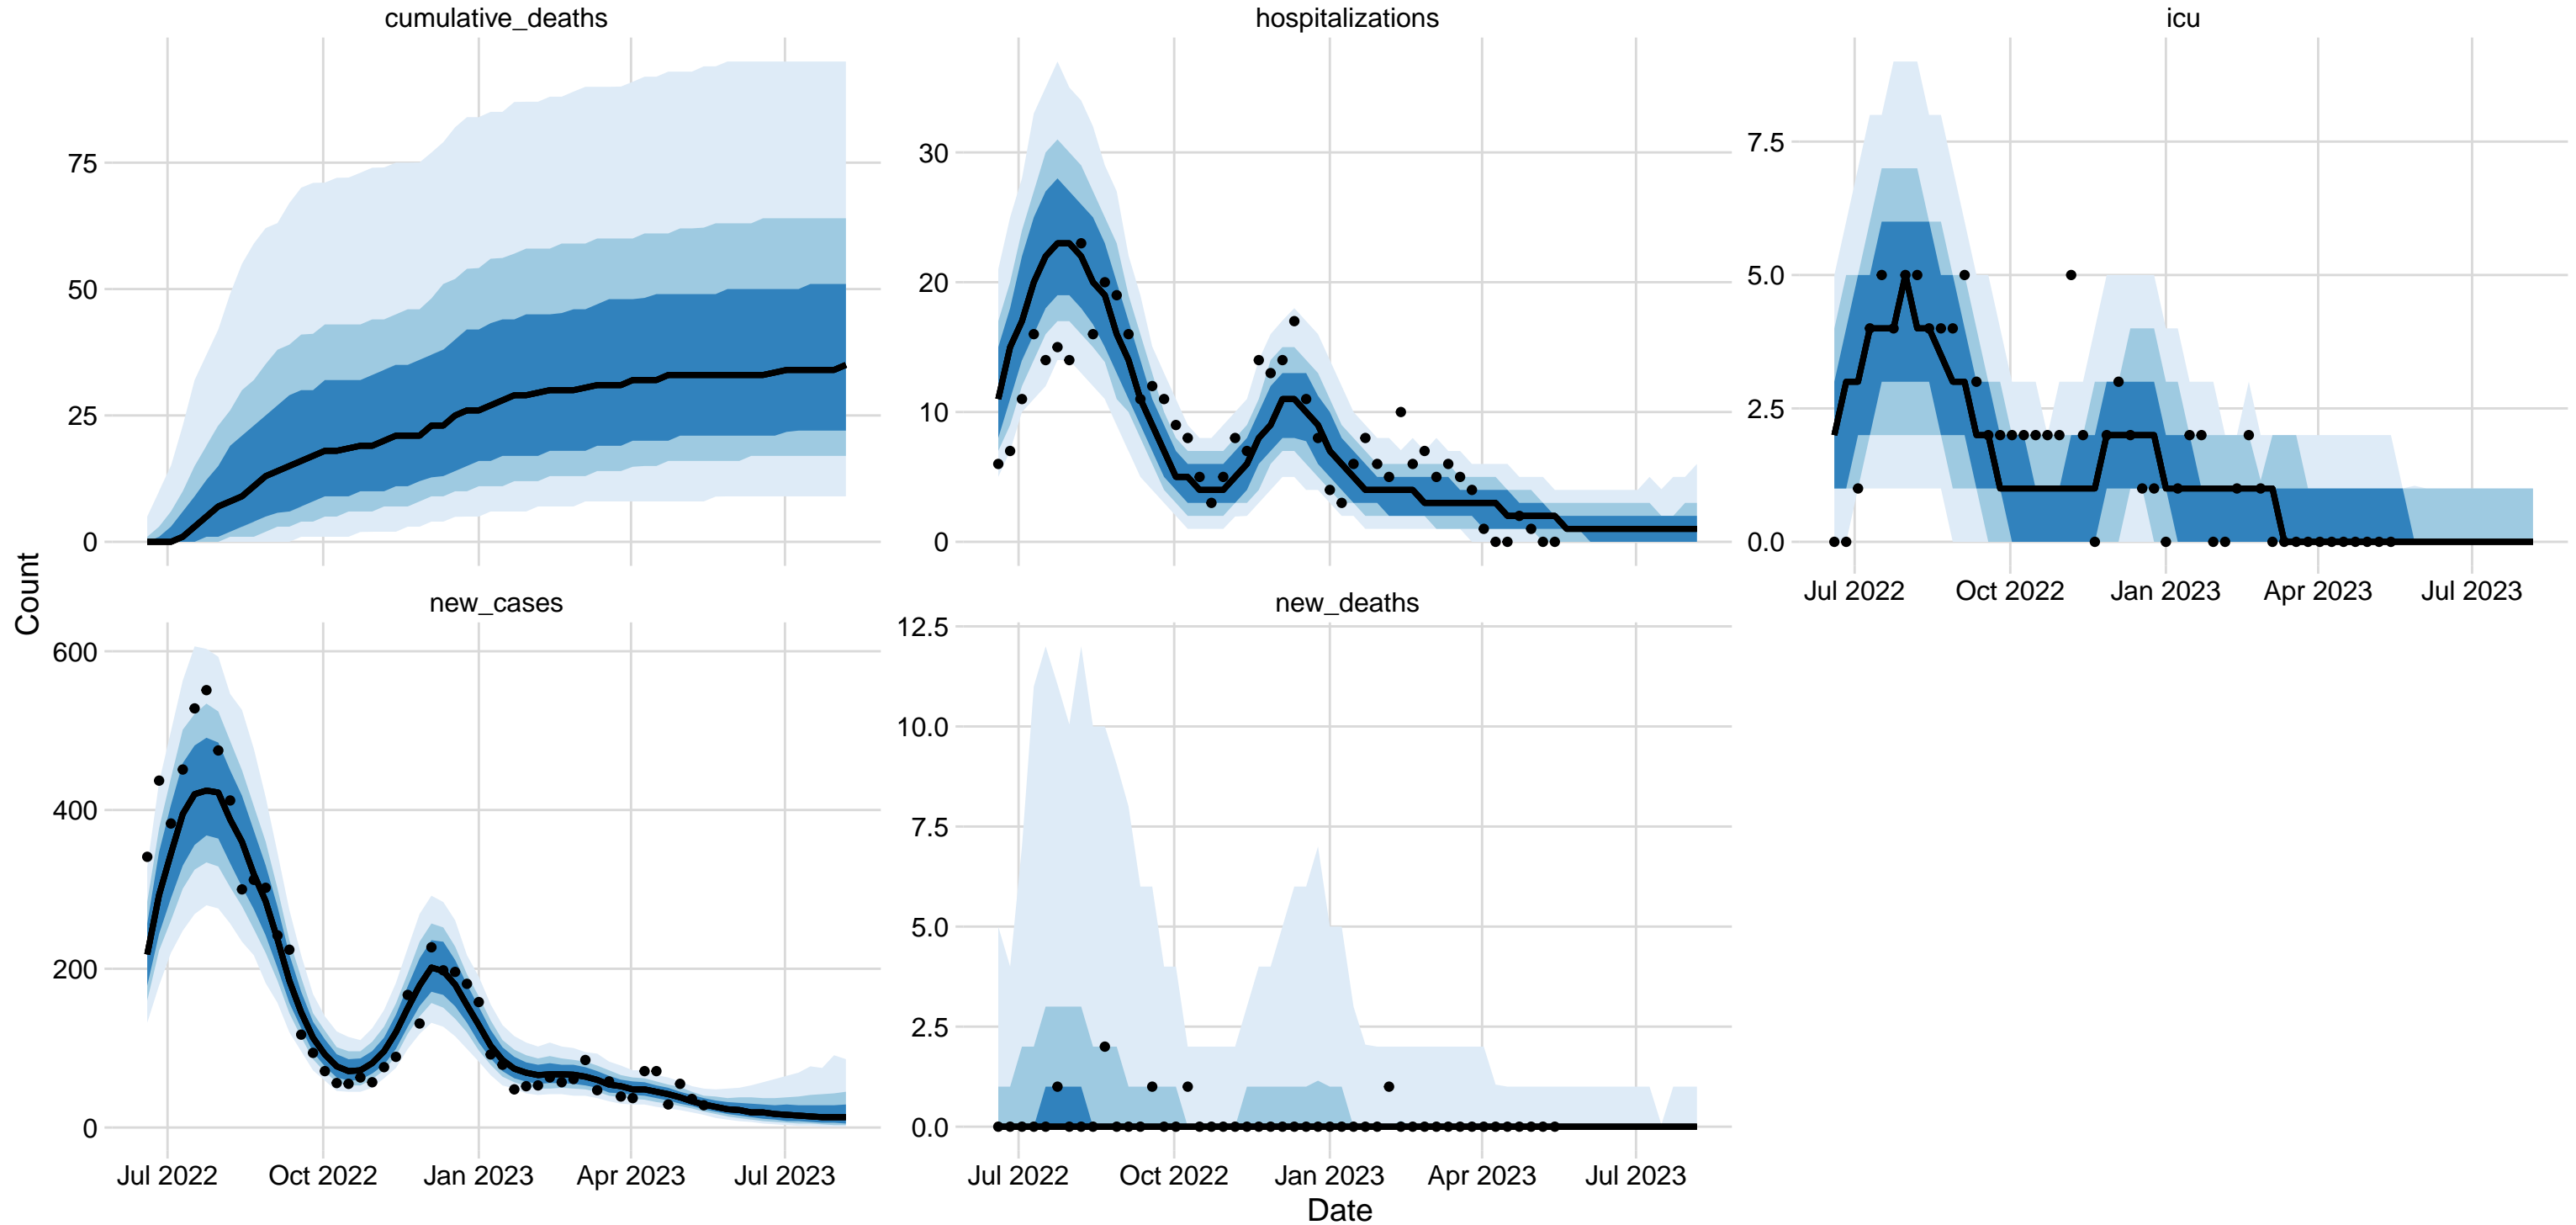 cumulative_deaths
hospitalizations
icu
75
50
25
0
30
20
10
0
7.5
5.0
2.5
0.0
Jul 2022 Oct 2022 Jan 2023 Apr 2023 Jul 2023
Count
new_cases
new_deaths
600
400
200
0
12.5
10.0
7.5
5.0
2.5
0.0
Jul 2022 Oct 2022 Jan 2023 Apr 2023 Jul 2023
Jul 2022 Oct 2022 Jan 2023 Apr 2023 Jul 2023
Date